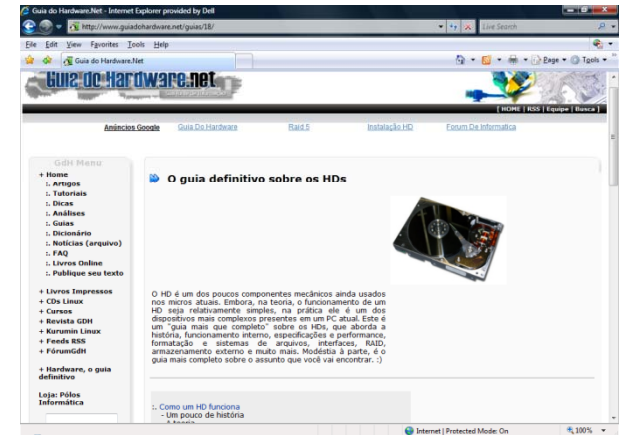 Guia do Hardware.Net - Internet Explorer provided by Dell
http://www.guiadohardware.net/guias/18/
Live Search
File Edit View Favorites Tools Help
Guia do Hardware.Net
Page Tools
Guia do Hardware.net
[ HOME | RSS | Equipe | Busca ]
Anúncios Google Guia Do Hardware Raid 5 Instalação HD Forum De Informatica
GdH Menu
+ Home
:. Artigos
:. Tutoriais
:. Dicas
:. Análises
:. Guias
:. Dicionário
:. Notícias (arquivo)
:. FAQ
:. Livros Online
:. Publique seu texto
+ Livros Impressos
+ CDs Linux
+ Cursos
+ Revista GDH
+ Kurumin Linux
+ Feeds RSS
+ FórumGdH
+ Hardware, o guia
definitivo
Loja: Pólos
Informática
O guia definitivo sobre os HDs
O HD é um dos poucos componentes mecânicos ainda usados
nos micros atuais. Embora, na teoria, o funcionamento de um
HD seja relativamente simples, na prática ele é um dos
dispositivos mais complexos presentes em um PC atual. Este é
um "guia mais que completo" sobre os HDs, que aborda a
história, funcionamento interno, especificações e performance,
formatação e sistemas de arquivos, interfaces, RAID,
armazenamento externo e muito mais. Modéstia à parte, é o
guia mais completo sobre o assunto que você vai encontrar. :)
:. Como um HD funciona
- Um pouco de história
- A teoria
Internet | Protected Mode: On 100%